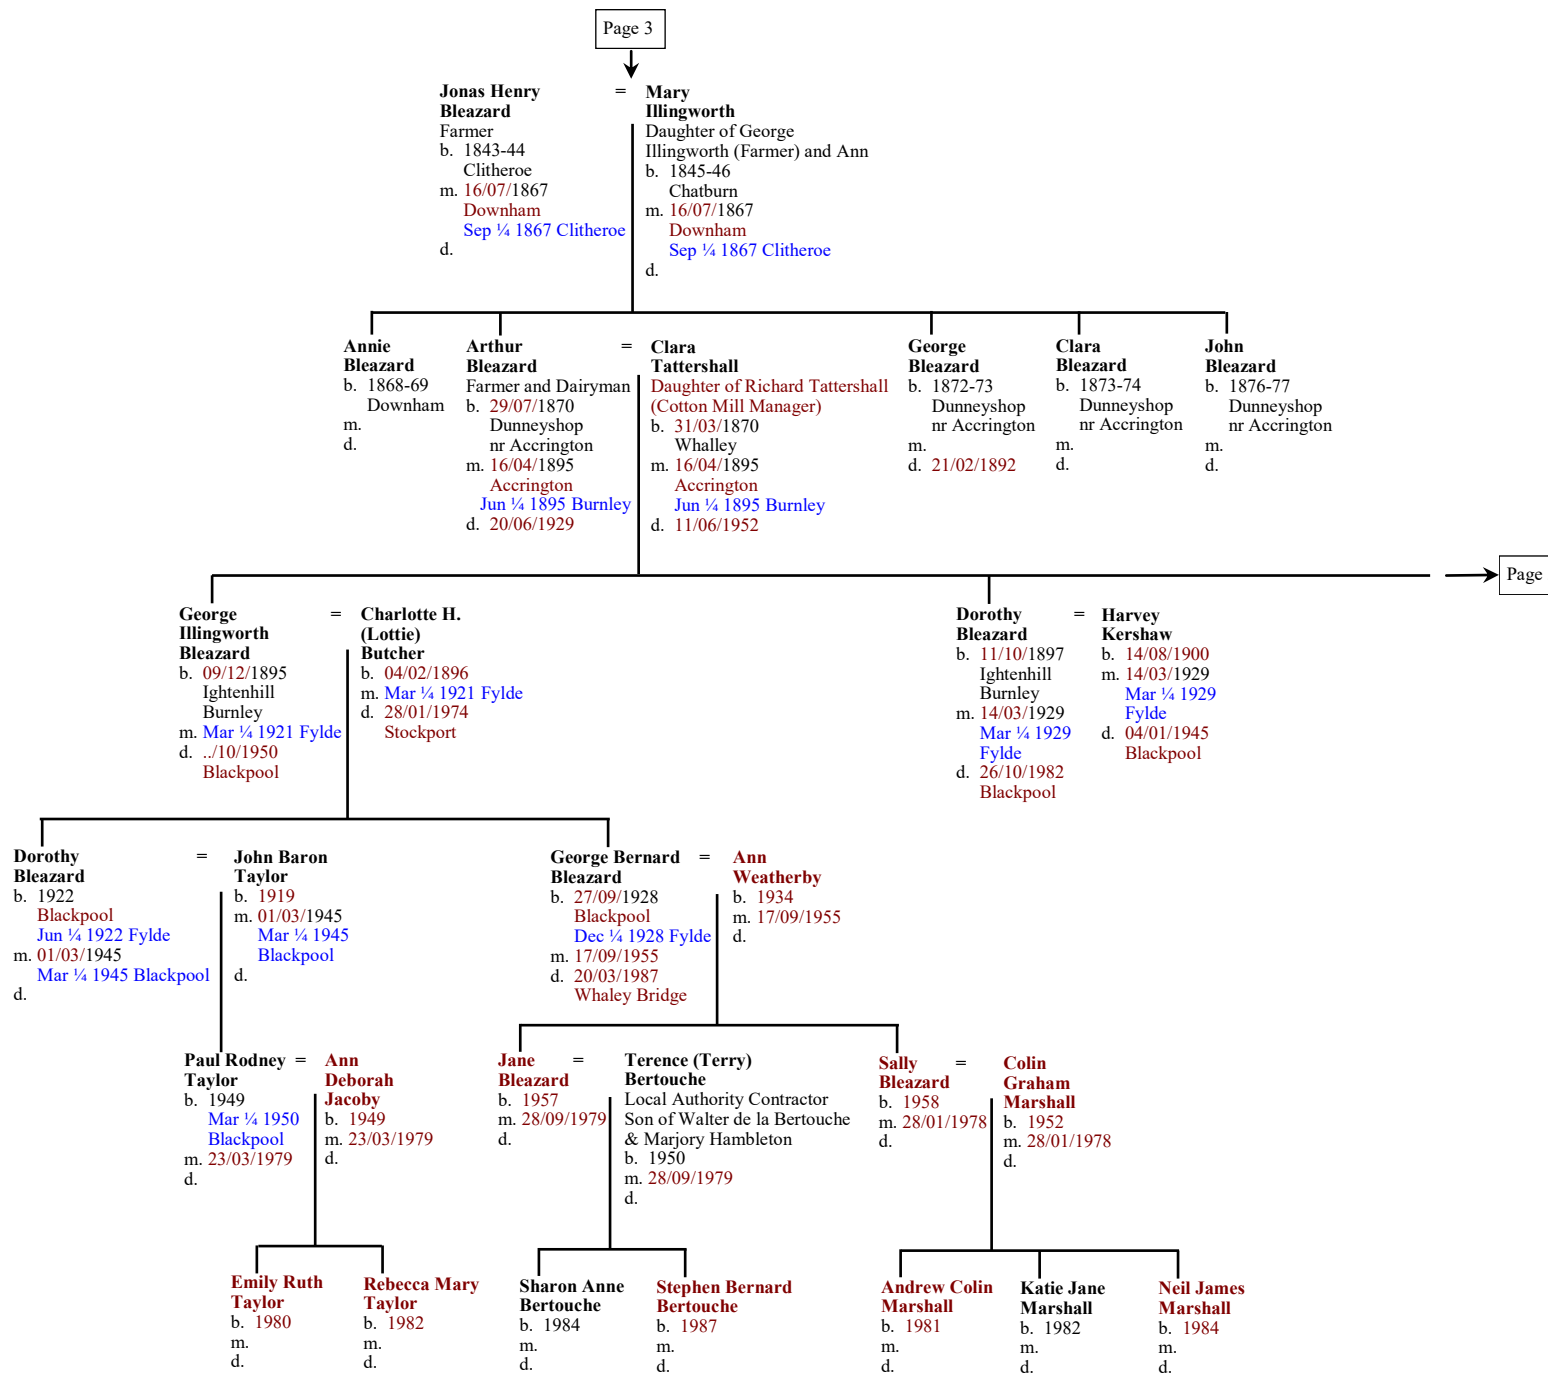 Page 3
Jonas Henry
Bleazard
Farmer
b. 1843-44
Clitheroe
m. 16/07/1867
Downham
Sep ¼ 1867 Clitheroe
d.
=
Mary
Illingworth
Daughter of George
Illingworth (Farmer) and Ann
b. 1845-46
Chatburn
m. 16/07/1867
Downham
Sep ¼ 1867 Clitheroe
d.
Annie
Bleazard
b. 1868-69
Downham
m.
d.
Arthur
Bleazard
Farmer and Dairyman
b. 29/07/1870
Dunneyshop
nr Accrington
m. 16/04/1895
Accrington
Jun ¼ 1895 Burnley
d. 20/06/1929
=
Clara
Tattershall
Daughter of Richard Tattershall
(Cotton Mill Manager)
b. 31/03/1870
Whalley
m. 16/04/1895
Accrington
Jun ¼ 1895 Burnley
d. 11/06/1952
George
Bleazard
b. 1872-73
Dunneyshop
nr Accrington
m.
d. 21/02/1892
Clara
Bleazard
b. 1873-74
Dunneyshop
nr Accrington
m.
d.
John
Bleazard
b. 1876-77
Dunneyshop
nr Accrington
m.
d.
Page
George
Illingworth
Bleazard
b. 09/12/1895
Ightenhill
Burnley
m. Mar ¼ 1921 Fylde
d. ../10/1950
Blackpool
=
Charlotte H.
(Lottie)
Butcher
b. 04/02/1896
m. Mar ¼ 1921 Fylde
d. 28/01/1974
Stockport
Dorothy
Bleazard
b. 11/10/1897
Ightenhill
Burnley
m. 14/03/1929
Mar ¼ 1929
Fylde
d. 26/10/1982
Blackpool
=
Harvey
Kershaw
b. 14/08/1900
m. 14/03/1929
Mar ¼ 1929
Fylde
d. 04/01/1945
Blackpool
Dorothy
Bleazard
b. 1922
Blackpool
Jun ¼ 1922 Fylde
m. 01/03/1945
Mar ¼ 1945 Blackpool
d.
=
John Baron
Taylor
b. 1919
m. 01/03/1945
Mar ¼ 1945
Blackpool
d.
George Bernard
Bleazard
b. 27/09/1928
Blackpool
Dec ¼ 1928 Fylde
m. 17/09/1955
d. 20/03/1987
Whaley Bridge
=
Ann
Weatherby
b. 1934
m. 17/09/1955
d.
Paul Rodney
Taylor
b. 1949
Mar ¼ 1950
Blackpool
m. 23/03/1979
d.
=
Ann
Deborah
Jacoby
b. 1949
m. 23/03/1979
d.
Jane
Bleazard
b. 1957
m. 28/09/1979
d.
=
Terence (Terry)
Bertouche
Local Authority Contractor
Son of Walter de la Bertouche
& Marjory Hambleton
b. 1950
m. 28/09/1979
d.
Sally
Bleazard
b. 1958
m. 28/01/1978
d.
=
Colin
Graham
Marshall
b. 1952
m. 28/01/1978
d.
Emily Ruth
Taylor
b. 1980
m.
d.
Rebecca Mary
Taylor
b. 1982
m.
d.
Sharon Anne
Bertouche
b. 1984
m.
d.
Stephen Bernard
Bertouche
b. 1987
m.
d.
Andrew Colin
Marshall
b. 1981
m.
d.
Katie Jane
Marshall
b. 1982
m.
d.
Neil James
Marshall
b. 1984
m.
d.